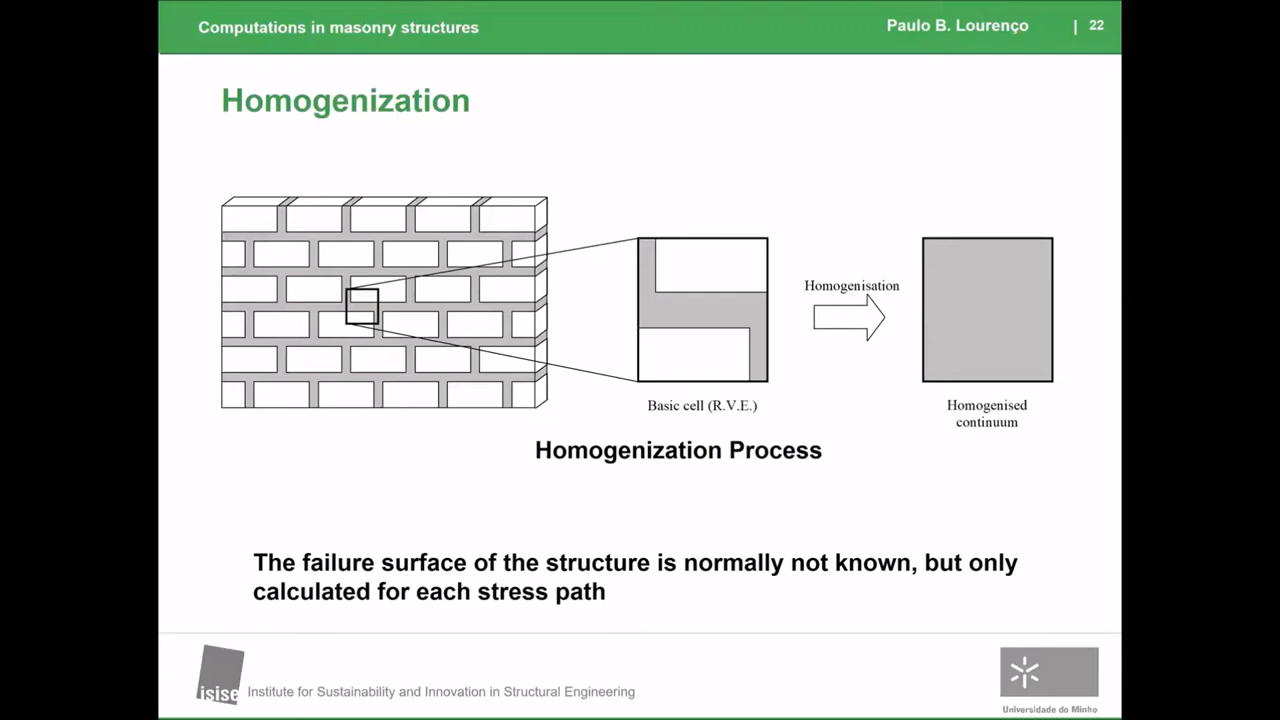 Computations in masonry structures
Paulo B. Lourenço
| 22
Homogenization
Homogenisation
Basic cell (R.V.E.)
Homogenised
continuum
Homogenization Process
The failure surface of the structure is normally not known, but only
calculated for each stress path
isise
Institute for Sustainability and Innovation in Structural Engineering
Universidade do Minho